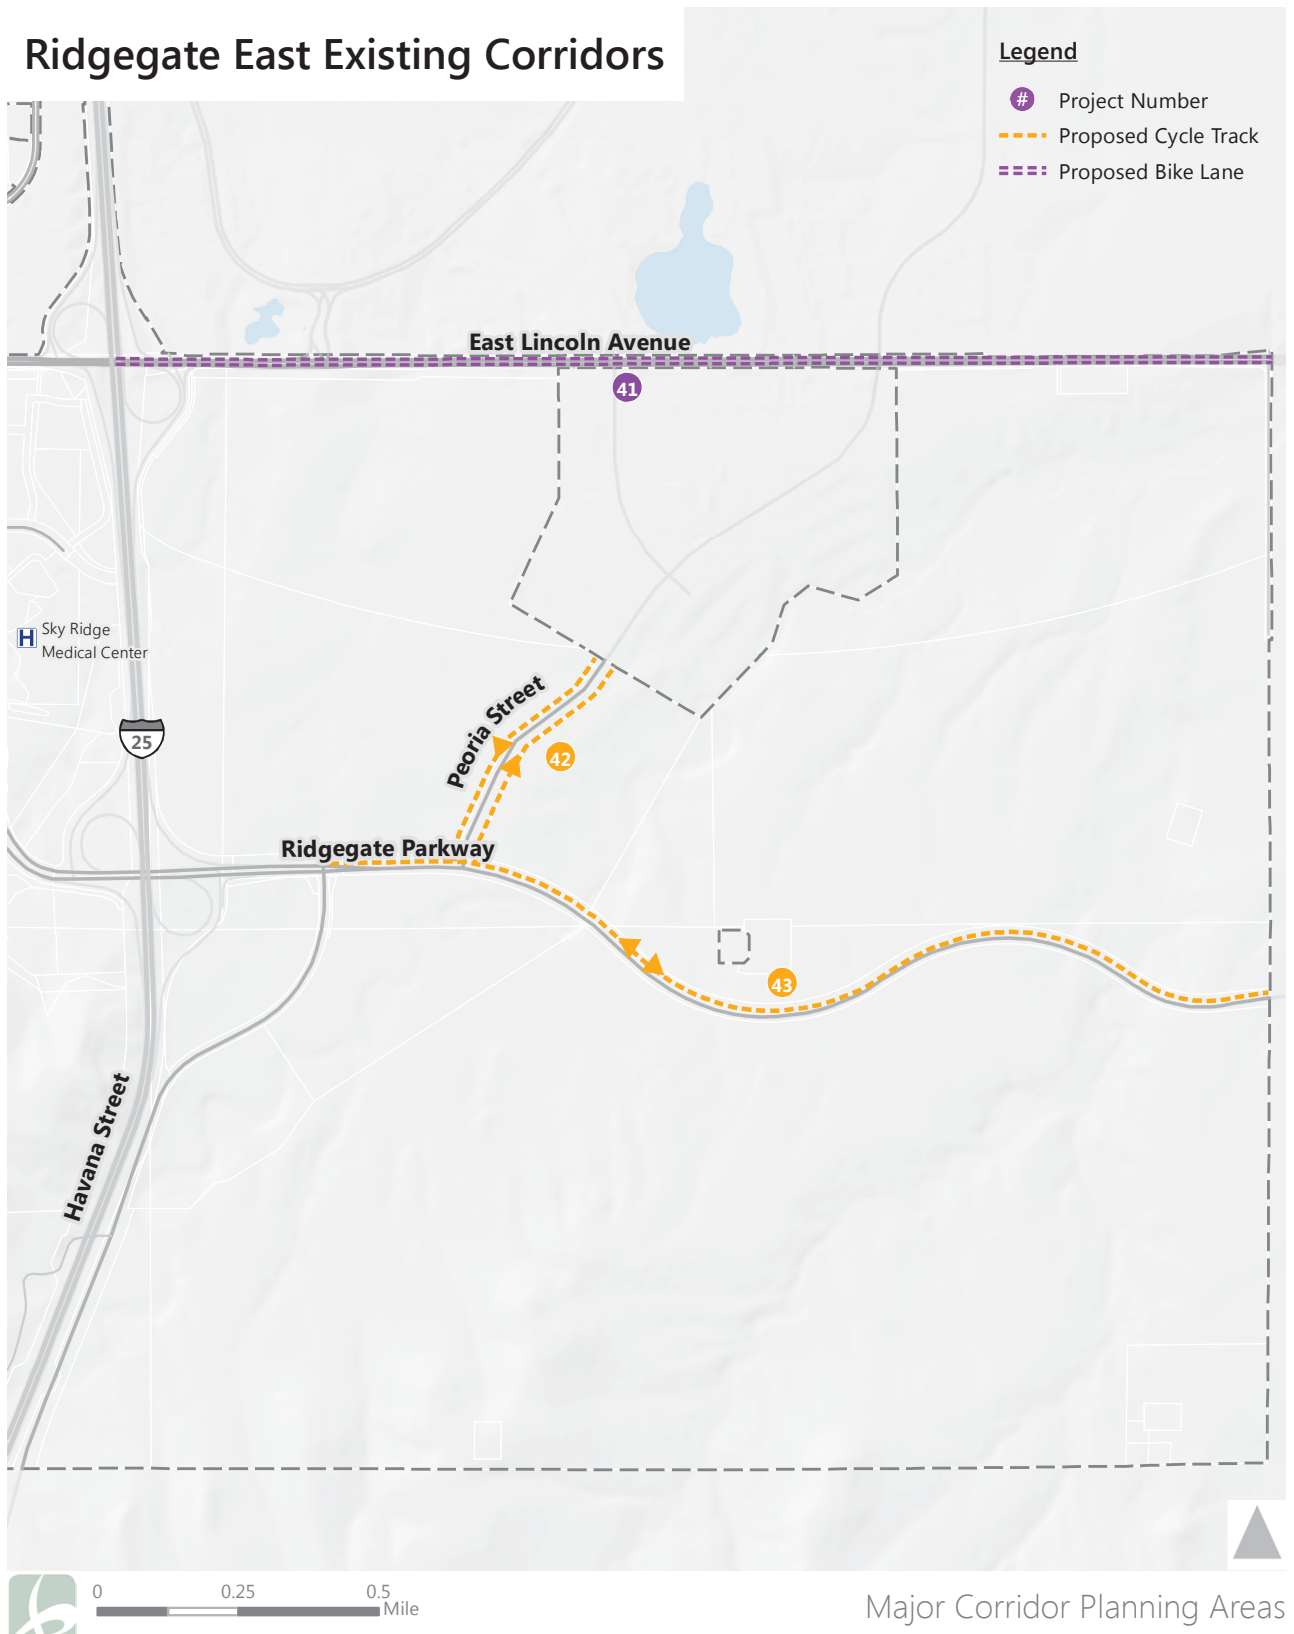 Ridgegate East Existing Corridors
Legend
# Project Number
Proposed Cycle Track
Proposed Bike Lane
East Lincoln Avenue
41
Sky Ridge
Medical Center
H
Peoria Street
25
42
Ridgegate Parkway
43
Havana Street
0 0.25 0.5
Mile
Major Corridor Planning Areas